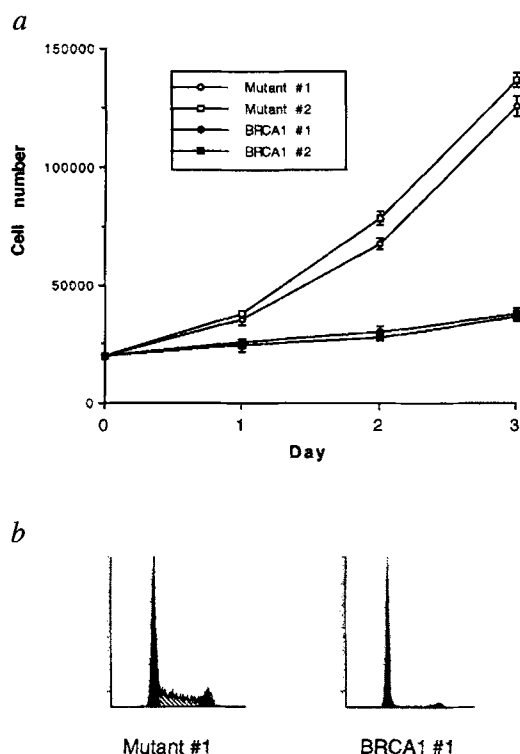 a
150000
Mutant #1
Mutant #2
BRCA1 #1
BRCA1 #2
100000
Cell number
50000
0
0 1 2 3
Day
b
Mutant #1 BRCA1 #1